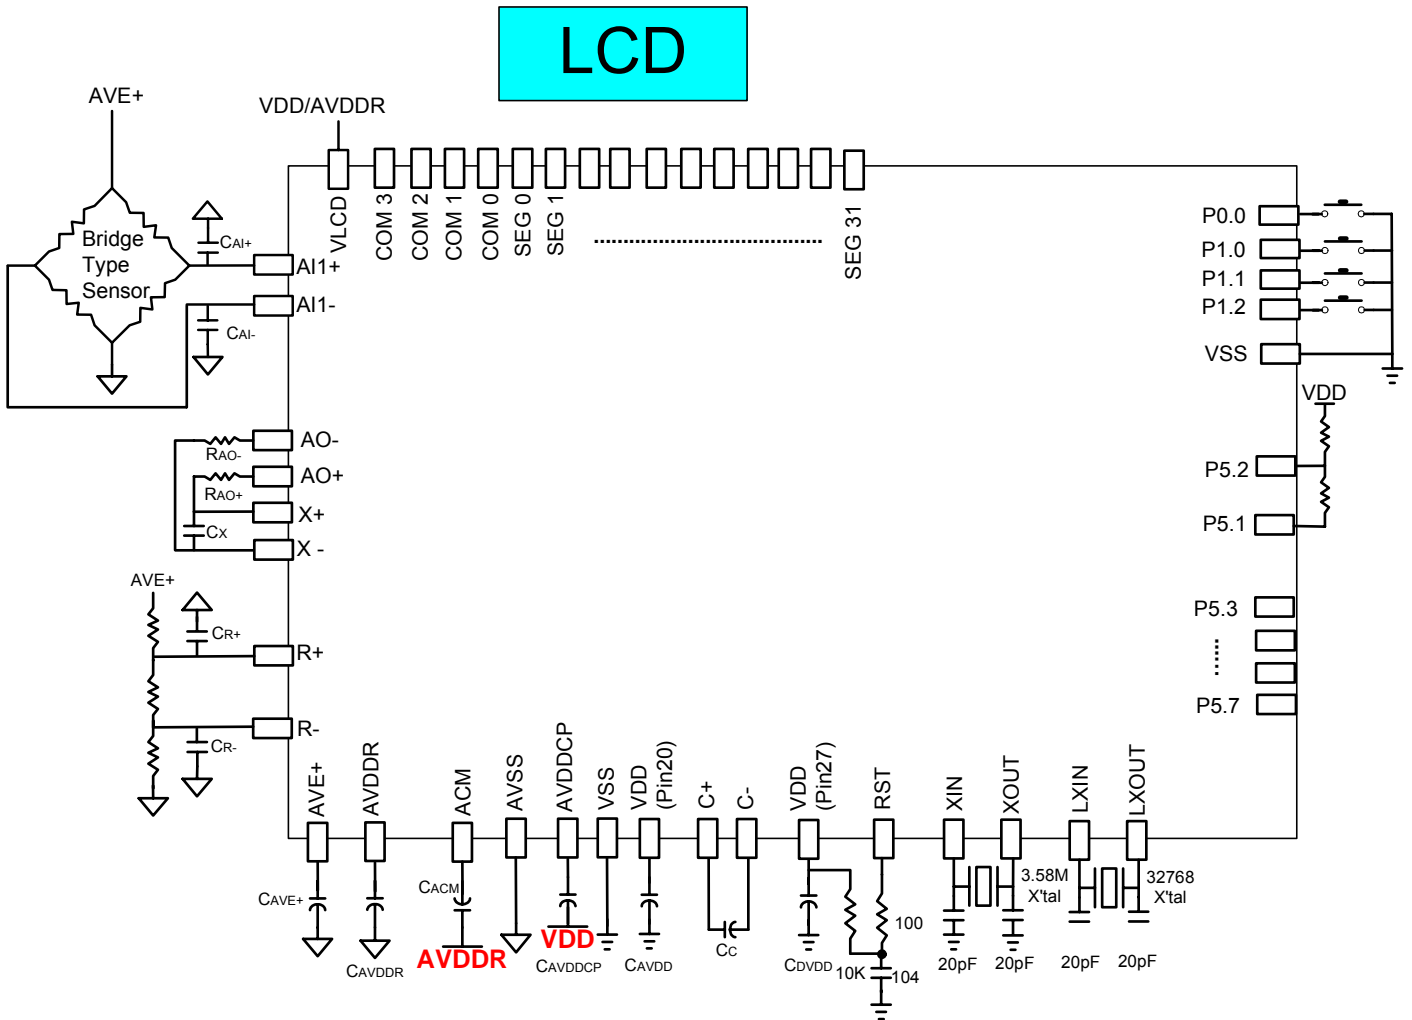 LCD
AVE+
VDD/AVDDR
VLCD
COM 3
COM 2
COM 1
COM 0
SEG 0
SEG 1
SEG 31
Bridge
Type
Sensor
CAI+
AI1+
AI1-
CAI-
P0.0
P1.0
P1.1
P1.2
VSS
VDD
P5.2
P5.1
P5.3
P5.7
AO-
RAO-
AO+
RAO+
X+
CX
X -
AVE+
CR+
R+
R-
CR-
AVE+
AVDDR
ACM
AVSS
AVDDCP
VSS
VDD
(Pin20)
C+
C-
VDD
(Pin27)
RST
XIN
XOUT
LXIN
LXOUT
CAVE+
CAVDDR
CACM
AVDDR
VDD
CAVDDCP
CAVDD
CC
CDVDD
10K
100
104
3.58M
X'tal
20pF
20pF
32768
X'tal
20pF
20pF